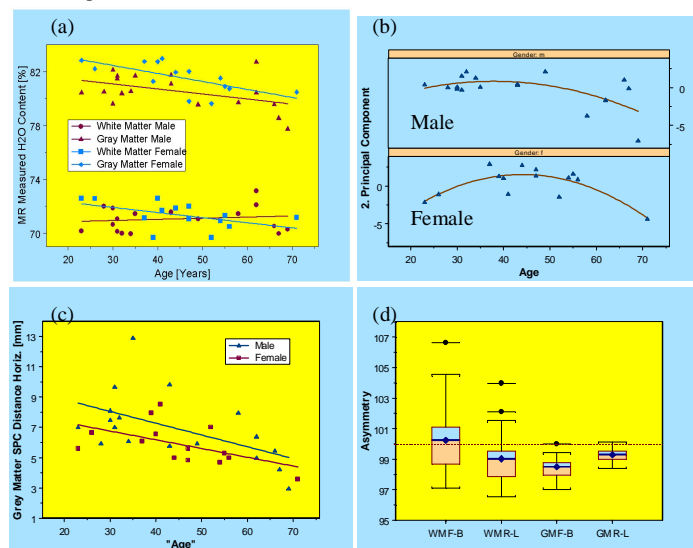 (a)
MR Measured H2O Content [%]
82
78
74
70
White Matter Male
Gray Matter Male
White Matter Female
Gray Matter Female
20 30 40 50 60 70
Age [Years]
(b)
2. Principal Component
Gender: m
Male
0
-5
Gender: f
0
-5
Female
20 30 40 50 60 70
Age
(c)
Grey Matter SPC Distance Horiz. [mm]
13
11
9
7
5
3
1
Male
Female
20 30 40 50 60 70
"Age"
(d)
Asymmetry
107
104
101
99
97
95
WMF-B WMR-L GMF-B GMR-L